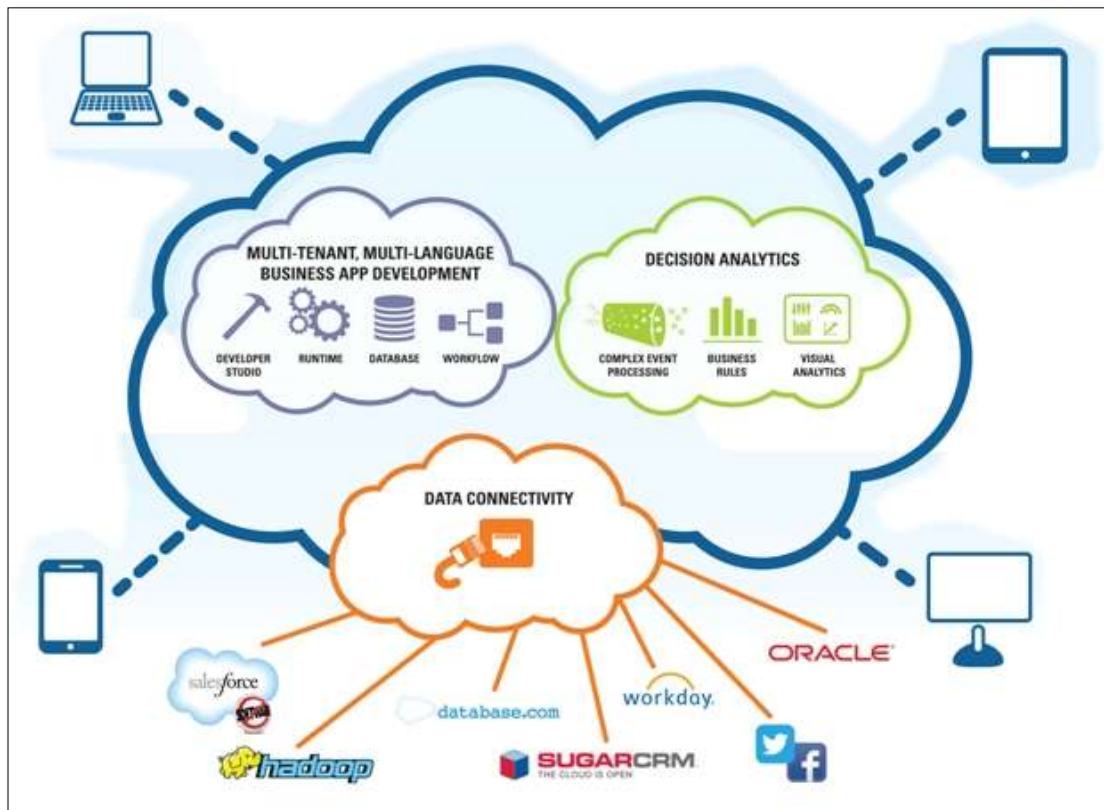 MULTI-TENANT, MULTI-LANGUAGE
BUSINESS APP DEVELOPMENT
DEVELOPER
STUDIO
RUNTIME
DATABASE
WORKFLOW
DECISION ANALYTICS
COMPLEX EVENT
PROCESSING
BUSINESS
RULES
VISUAL
ANALYTICS
DATA CONNECTIVITY
salesforce
SOFTWARE
hadoop
database.com
SUGARCRM
THE CLOUD IS OPEN
workday.
ORACLE